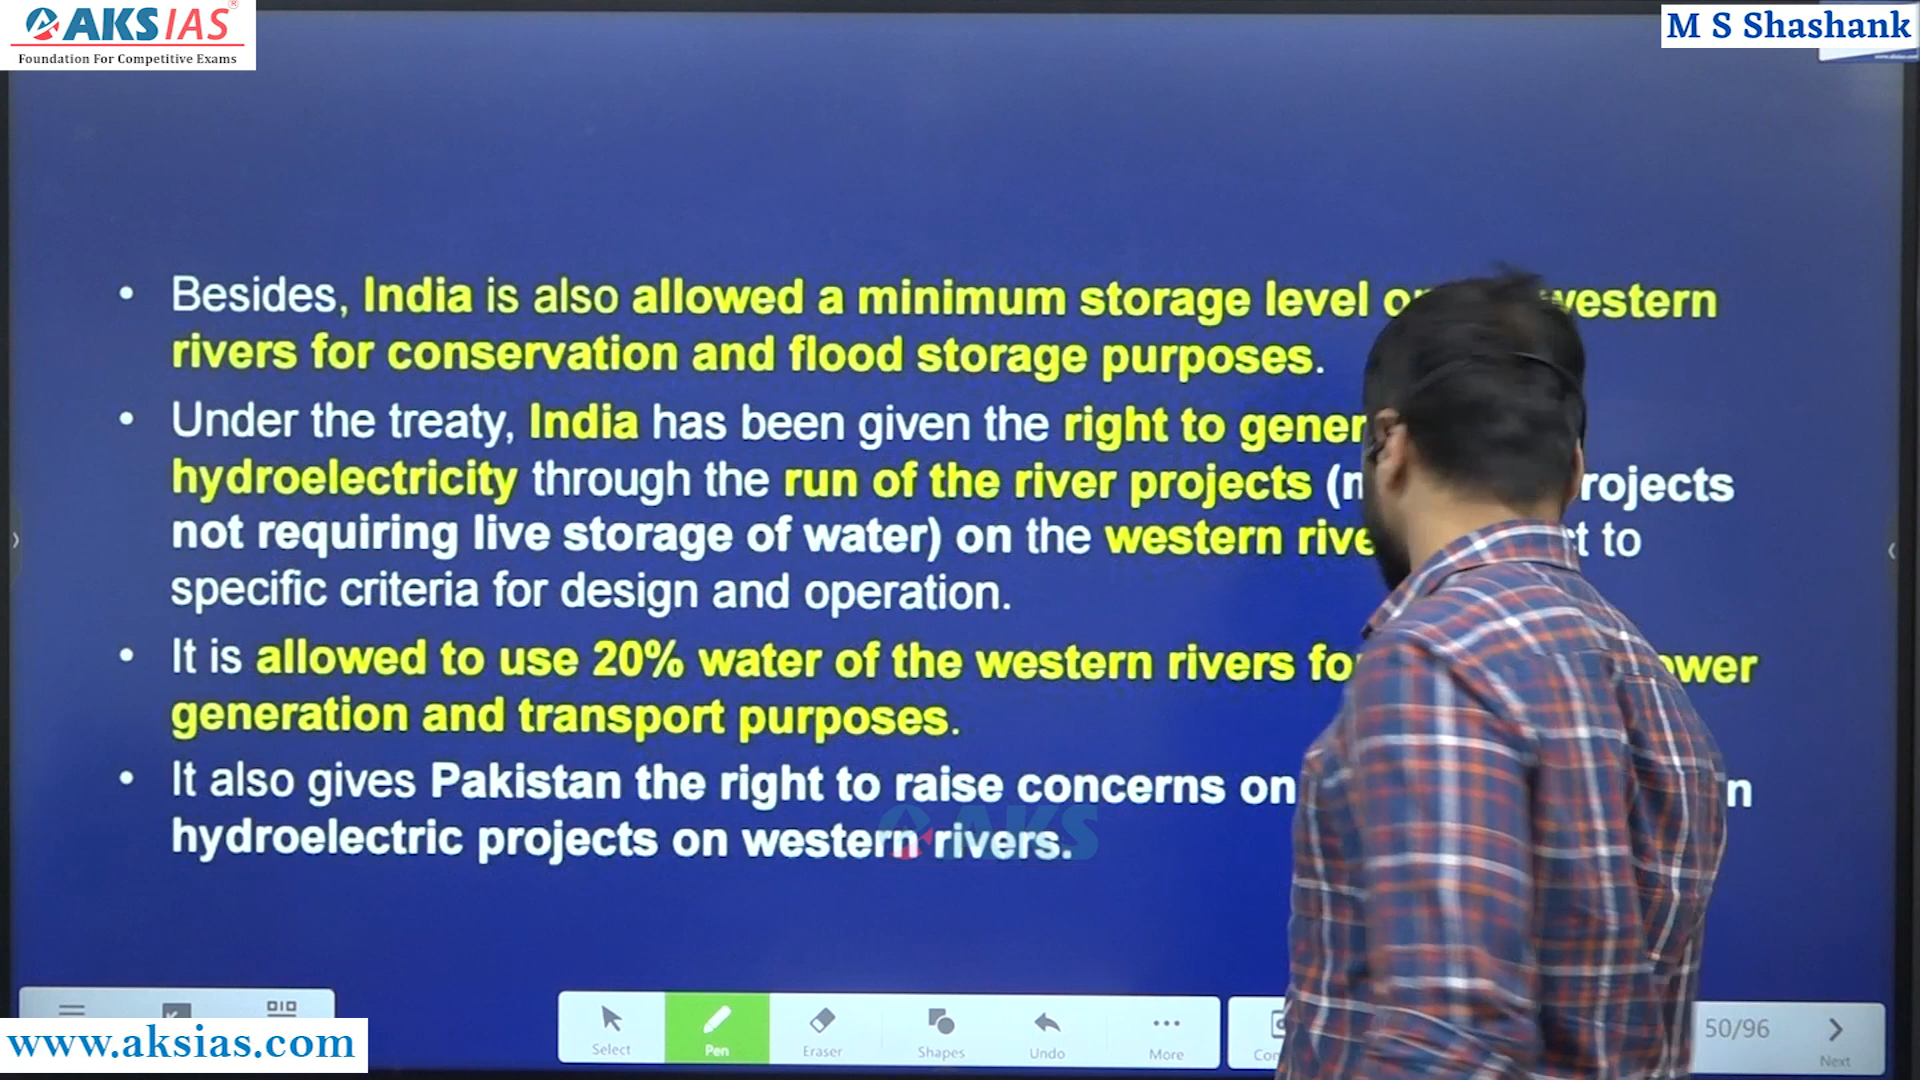 AKS IAS®
Foundation For Competitive Exams
M S Shashank
• Besides, India is also allowed a minimum storage level western
rivers for conservation and flood storage purposes.
• Under the treaty, India has been given the right to gener
hydroelectricity through the run of the river projects ( rojects
not requiring live storage of water) on the western rive t to
specific criteria for design and operation.
• It is allowed to use 20% water of the western rivers fo ower
generation and transport purposes.
• It also gives Pakistan the right to raise concerns on n
hydroelectric projects on western rivers.
AKS
Select
Pen
Eraser
Shapes
Undo
More
Con
50/96
Next
www.aksias.com